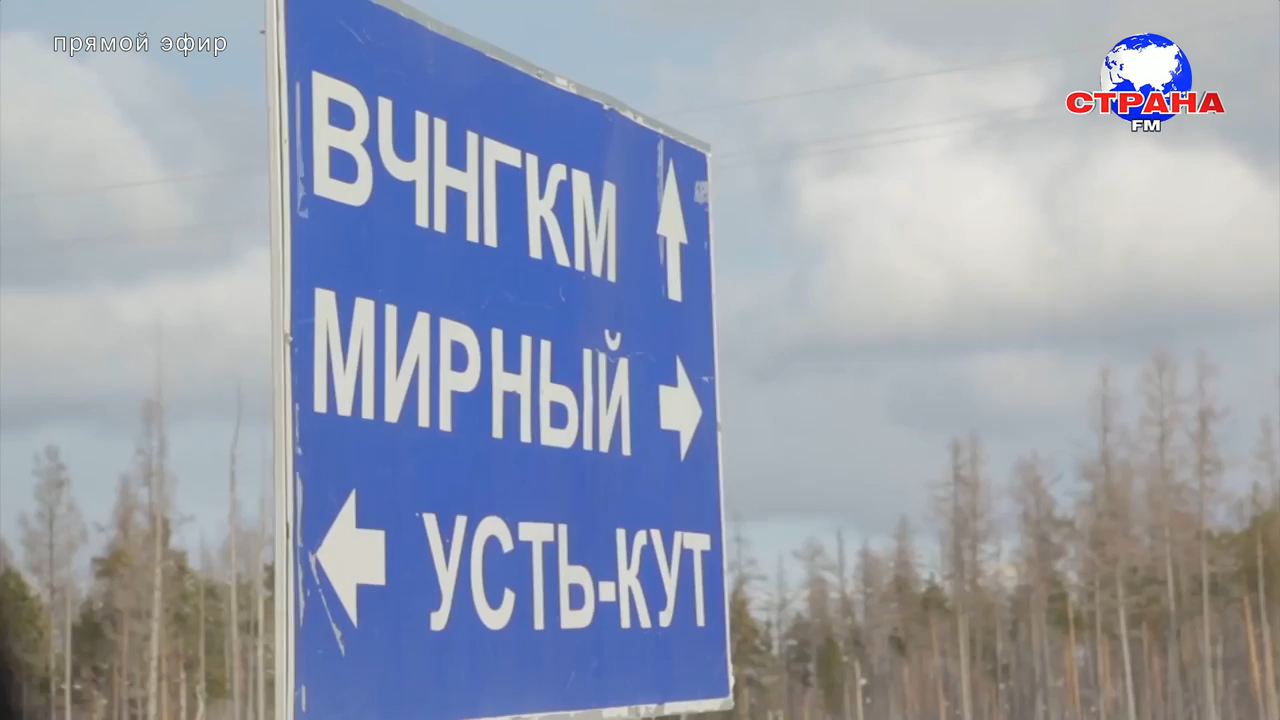 прямой эфир
СТРАНА
FM
ВЧНГКМ
МИРНЫЙ
УСТЬ-КУТ